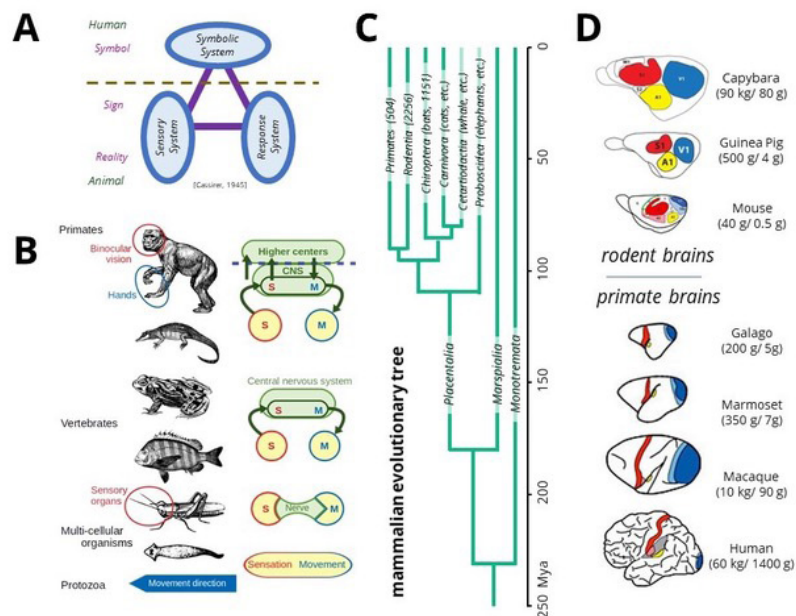 A
Human
Symbol
Symbolic
System
Sign
Sensory
System
Response
System
Reality
Animal
[Cassirer, 1945]
B
Primates
Binocular
vision
Hands
Higher centers
CNS
S M
S M
Vertebrates
Central nervous system
S M
S M
Sensory
organs
S Nerve M
Multi-cellular
organisms
Sensation Movement
Protozoa
Movement direction
C
mammalian evolutionary tree
Primates (504)
Rodentia (2256)
Chiroptera (bats, 1151)
Carnivora (cats, etc.)
Cetartiodactia (whale, etc.)
Proboscidea (elephants, etc.)
Placentalia
Marspialia
Monotremata
0
50
100
150
200
250 Mya
D
S1
V1
A1
Capybara
(90 kg/ 80 g)
S1
V1
A1
Guinea Pig
(500 g/ 4 g)
Mouse
(40 g/ 0.5 g)
rodent brains
primate brains
Galago
(200 g/ 5g)
Marmoset
(350 g/ 7g)
Macaque
(10 kg/ 90 g)
Human
(60 kg/ 1400 g)